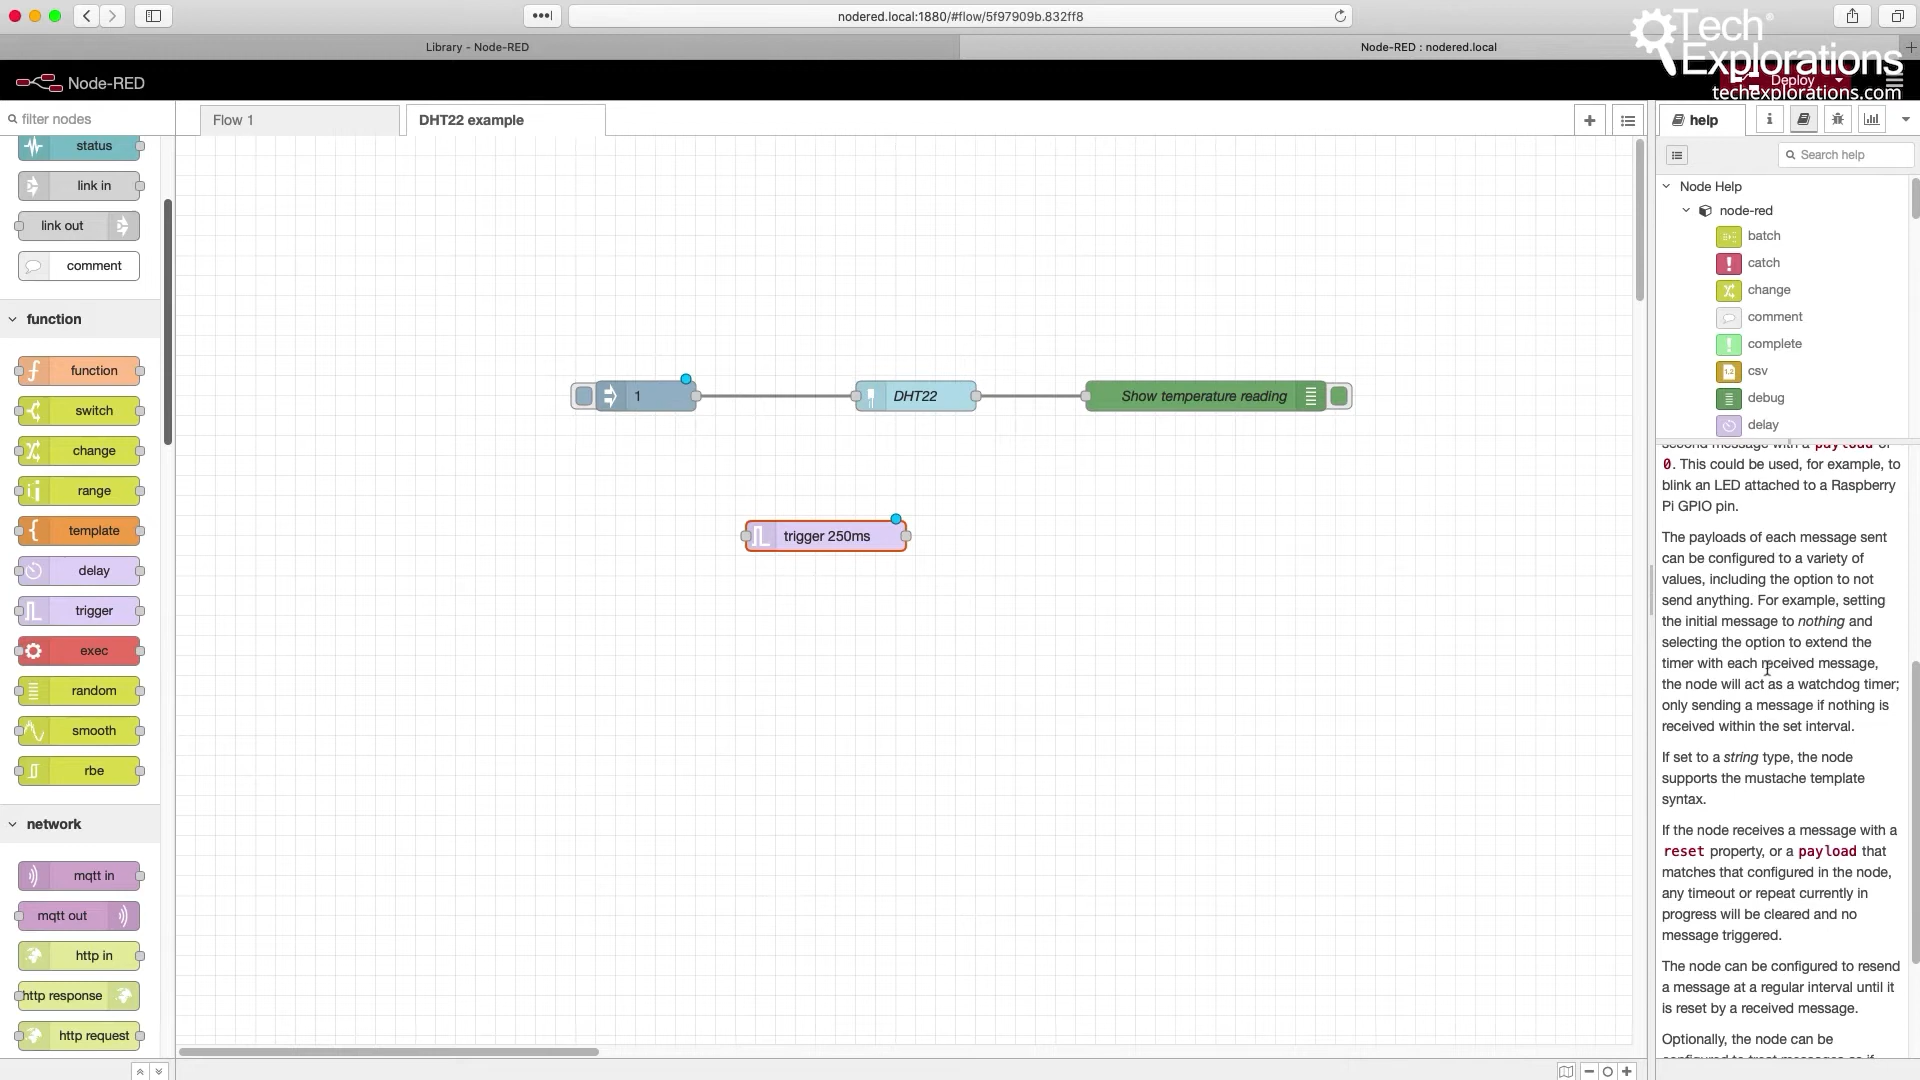 nodered.local:1880/#flow/5f97909b.832ff8
Library - Node-RED
Node-RED : nodered.local
Tech
Explorations
techexplorations.com
Node-RED
Deploy
filter nodes
Flow 1
DHT22 example
help
i
Search help
status
link in
link out
comment
function
function
switch
change
range
template
delay
trigger
exec
random
smooth
rbe
network
mqtt in
mqtt out
http in
http response
http request
1
DHT22
Show temperature reading
trigger 250ms
Node Help
node-red
batch
catch
change
comment
complete
csv
debug
delay
second message with a payload of
0. This could be used, for example, to
blink an LED attached to a Raspberry
Pi GPIO pin.
The payloads of each message sent
can be configured to a variety of
values, including the option to not
send anything. For example, setting
the initial message to nothing and
selecting the option to extend the
timer with each received message,
the node will act as a watchdog timer;
only sending a message if nothing is
received within the set interval.
If set to a string type, the node
supports the mustache template
syntax.
If the node receives a message with a
reset property, or a payload that
matches that configured in the node,
any timeout or repeat currently in
progress will be cleared and no
message triggered.
The node can be configured to resend
a message at a regular interval until it
is reset by a received message.
Optionally, the node can be
configured to treat messages as if